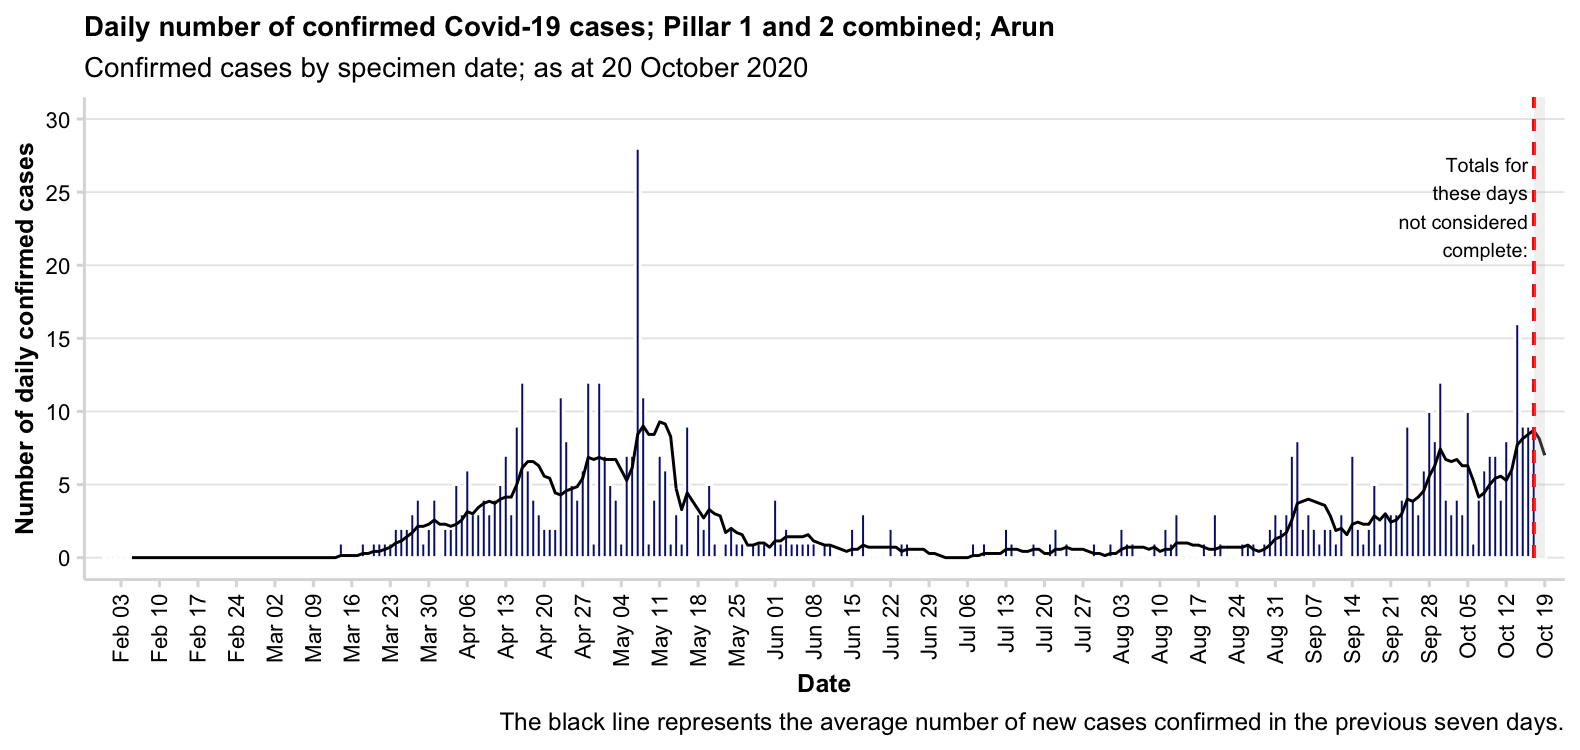 Daily number of confirmed Covid-19 cases; Pillar 1 and 2 combined; Arun
Confirmed cases by specimen date; as at 20 October 2020
Number of daily confirmed cases
30
25
20
15
10
5
0
Totals for
these days
not considered
complete:
Feb 03
Feb 10
Feb 17
Feb 24
Mar 02
Mar 09
Mar 16
Mar 23
Mar 30
Apr 06
Apr 13
Apr 20
Apr 27
May 04
May 11
May 18
May 25
Jun 01
Jun 08
Jun 15
Jun 22
Jun 29
Jul 06
Jul 13
Jul 20
Jul 27
Aug 03
Aug 10
Aug 17
Aug 24
Aug 31
Sep 07
Sep 14
Sep 21
Sep 28
Oct 05
Oct 12
Oct 19
Date
The black line represents the average number of new cases confirmed in the previous seven days.